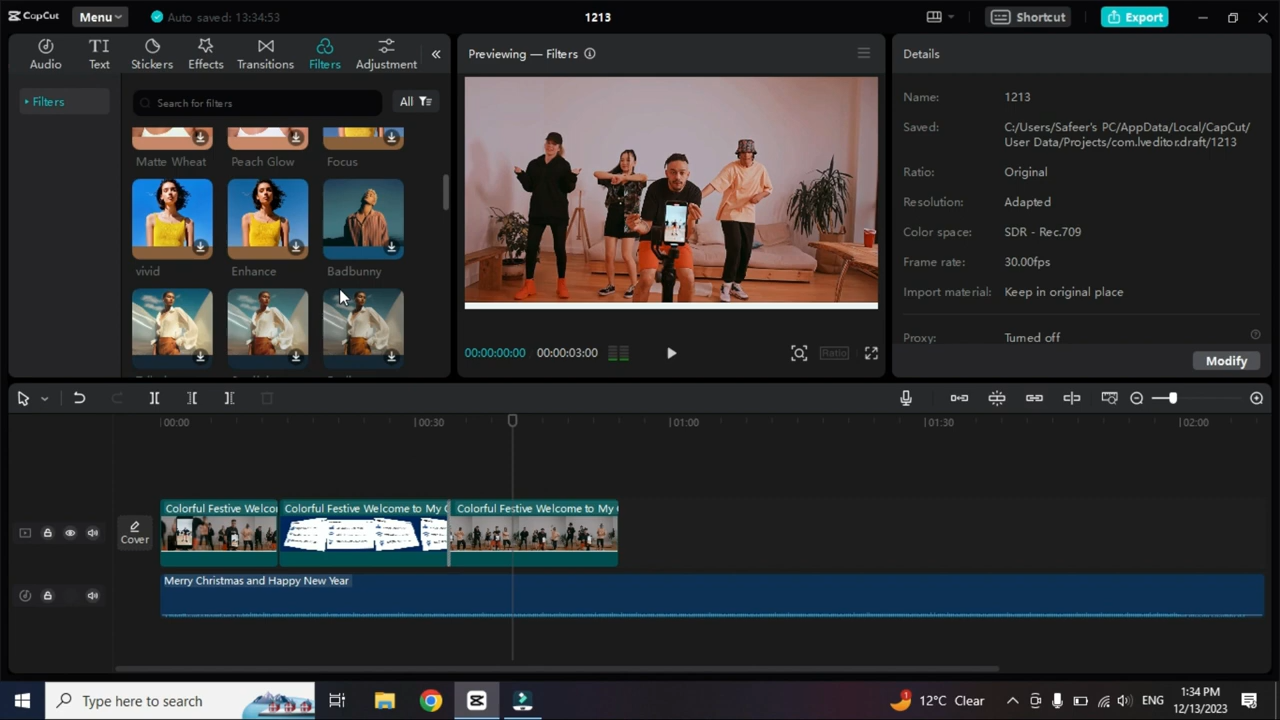 CapCut
Menu
Auto saved: 13:34:53
1213
Shortcut
Export
Audio
Text
Stickers
Effects
Transitions
Filters
Adjustment
Filters
Search for filters
All
Matte Wheat
Peach Glow
Focus
vivid
Enhance
Badbunny
Previewing — Filters
00:00:00:00
00:00:03:00
Ratio
Details
Name: 1213
Saved: C:/Users/Safeer's PC/AppData/Local/CapCut/
User Data/Projects/com.lveditor.draft/1213
Ratio: Original
Resolution: Adapted
Color space: SDR - Rec.709
Frame rate: 30.00fps
Import material: Keep in original place
Proxy: Turned off
Modify
00:00
00:30
01:00
01:30
02:00
Cover
Colorful Festive Welco
Colorful Festive Welcome to My
Colorful Festive Welcome to My
Merry Christmas and Happy New Year
Type here to search
1
12°C Clear
ENG
1:34 PM
12/13/2023